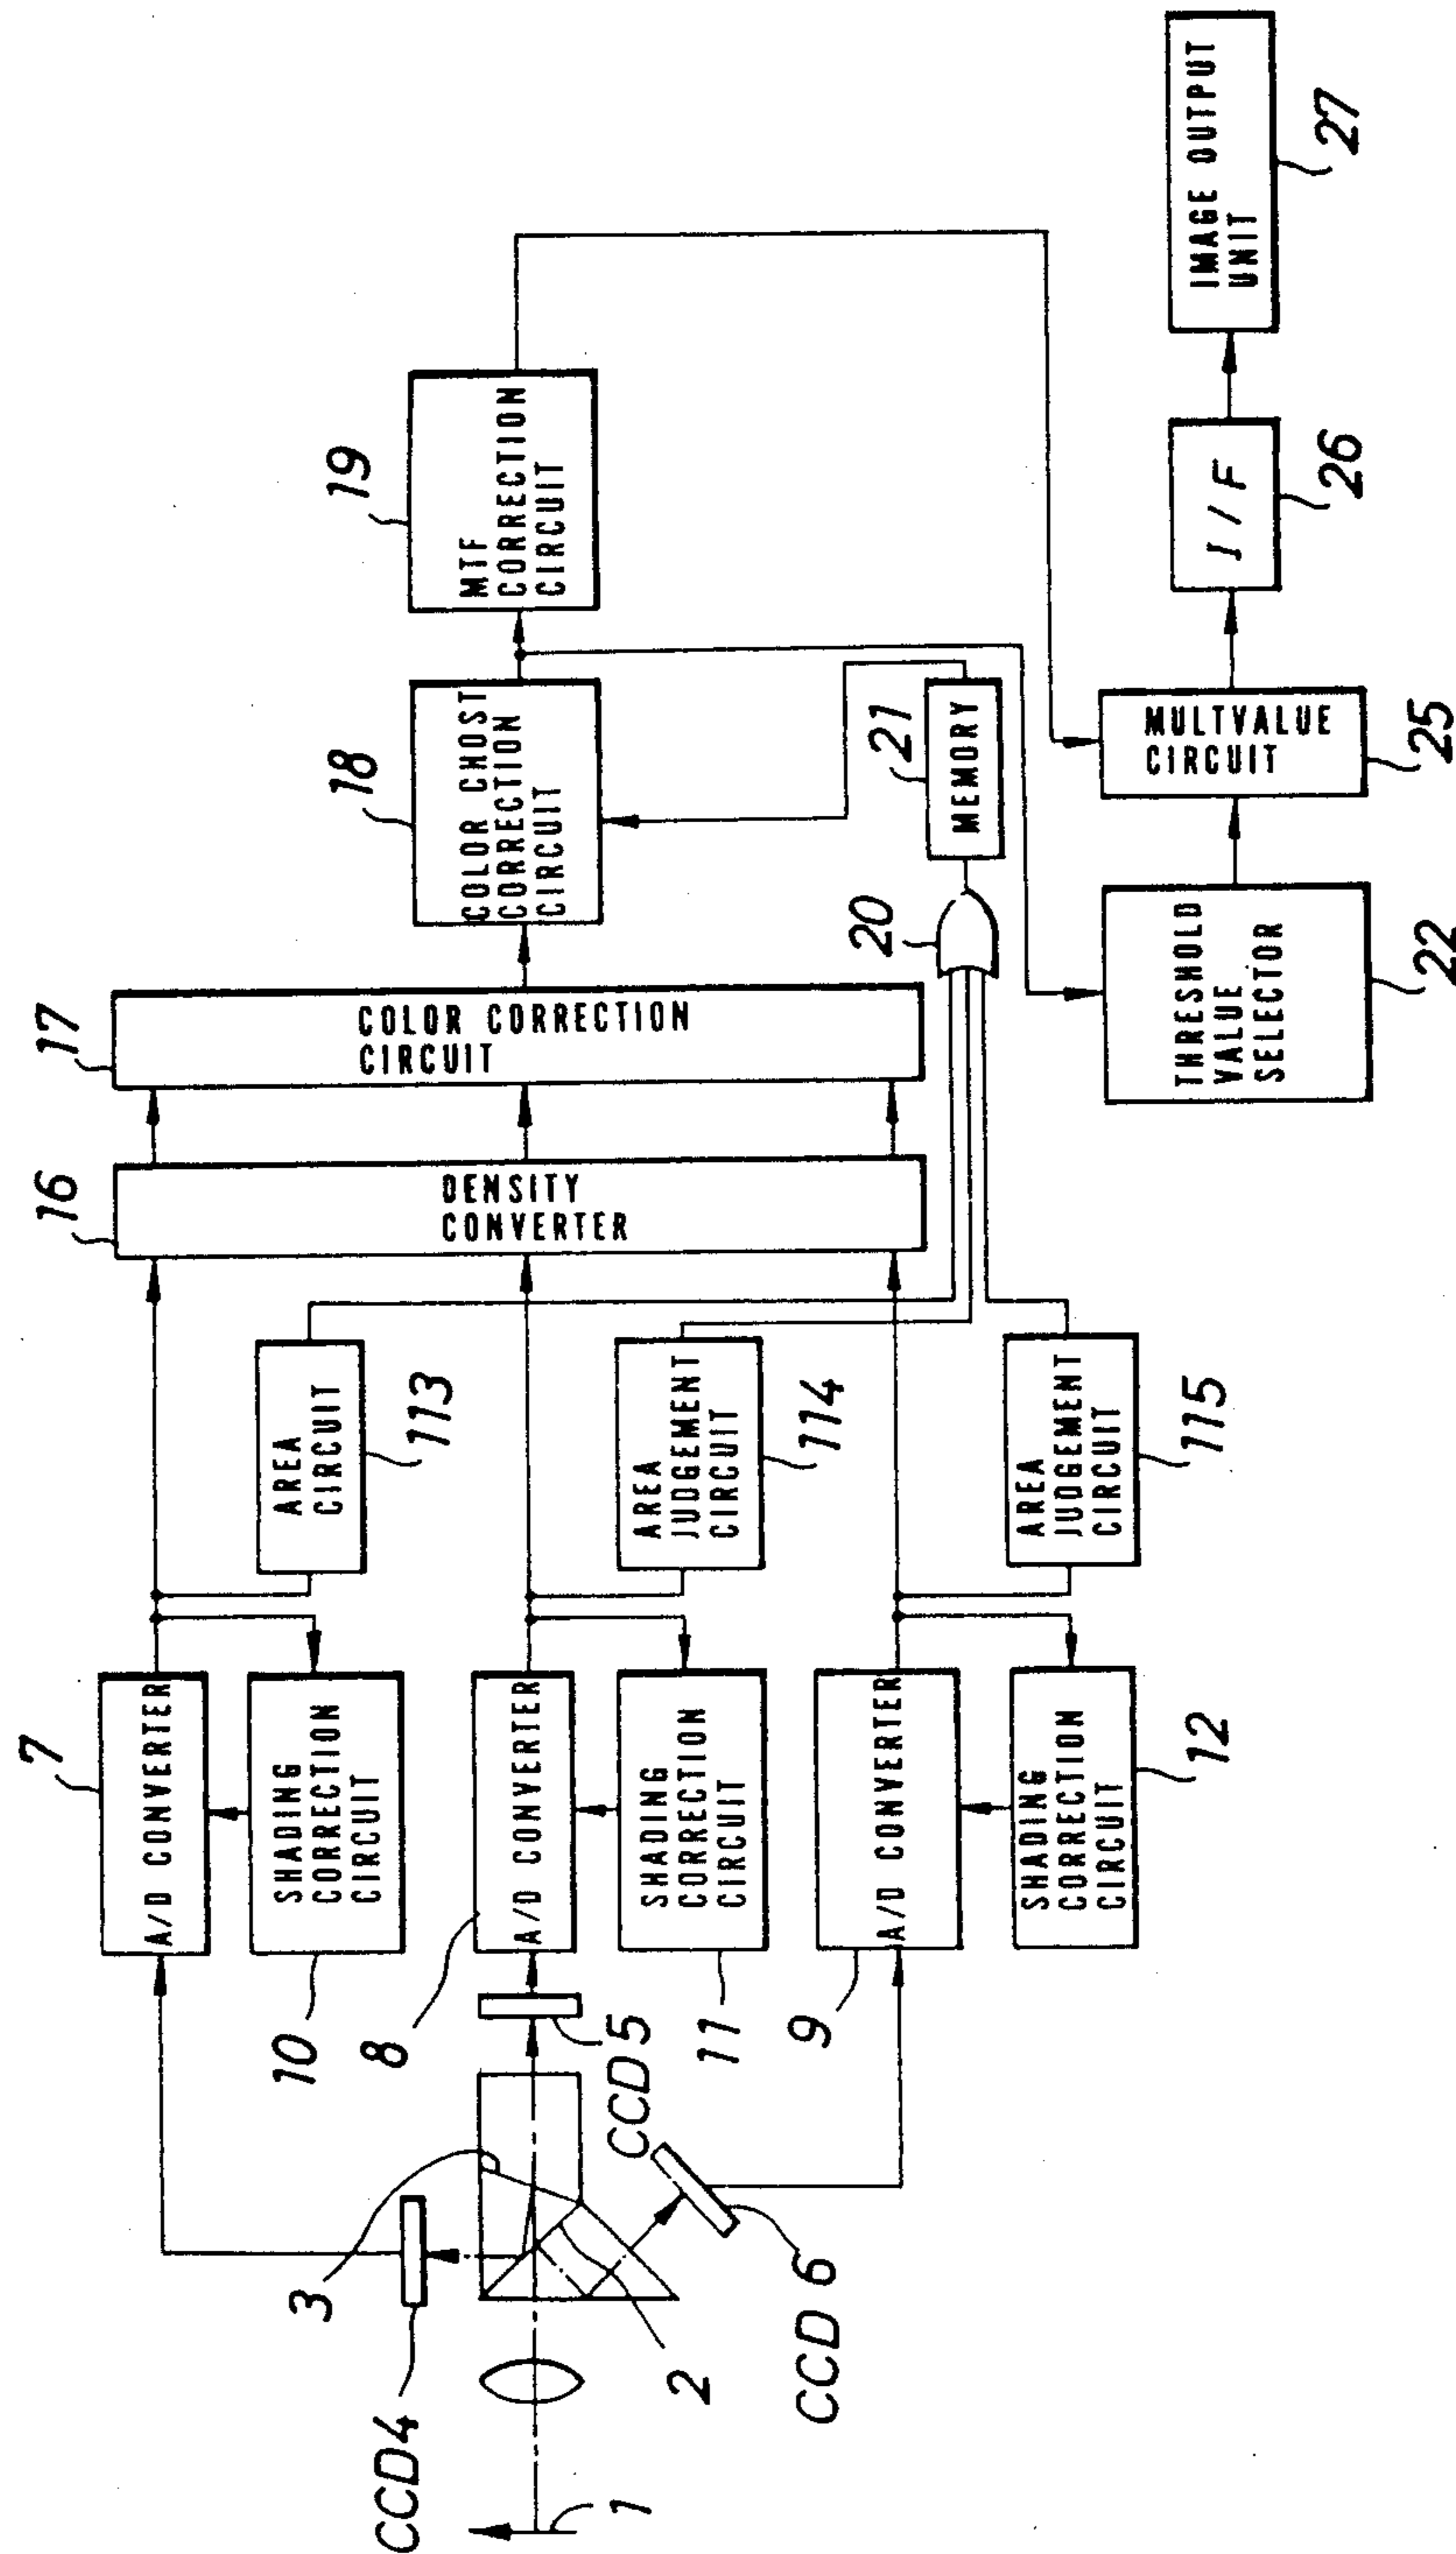 1
2
3
CCD4
CCD5
CCD 6
7
A/D CONVERTER
10
SHADING
CORRECTION
CIRCUIT
8
A/D CONVERTER
11
SHADING
CORRECTION
CIRCUIT
9
A/D CONVERTER
12
SHADING
CORRECTION
CIRCUIT
AREA
CIRCUIT
113
AREA
JUDGEMENT
CIRCUIT
114
AREA
JUDGEMENT
CIRCUIT
115
16
DENSITY
CONVERTER
17
COLOR CORRECTION
CIRCUIT
18
COLOR CHOST
CORRECTION
CIRCUIT
19
MTF
CORRECTION
CIRCUIT
20
21
MEMORY
THRESHOLD
VALUE
SELECTOR
22
MULTVALUE
CIRCUIT
25
I/F
26
IMAGE OUTPUT
UNIT
27